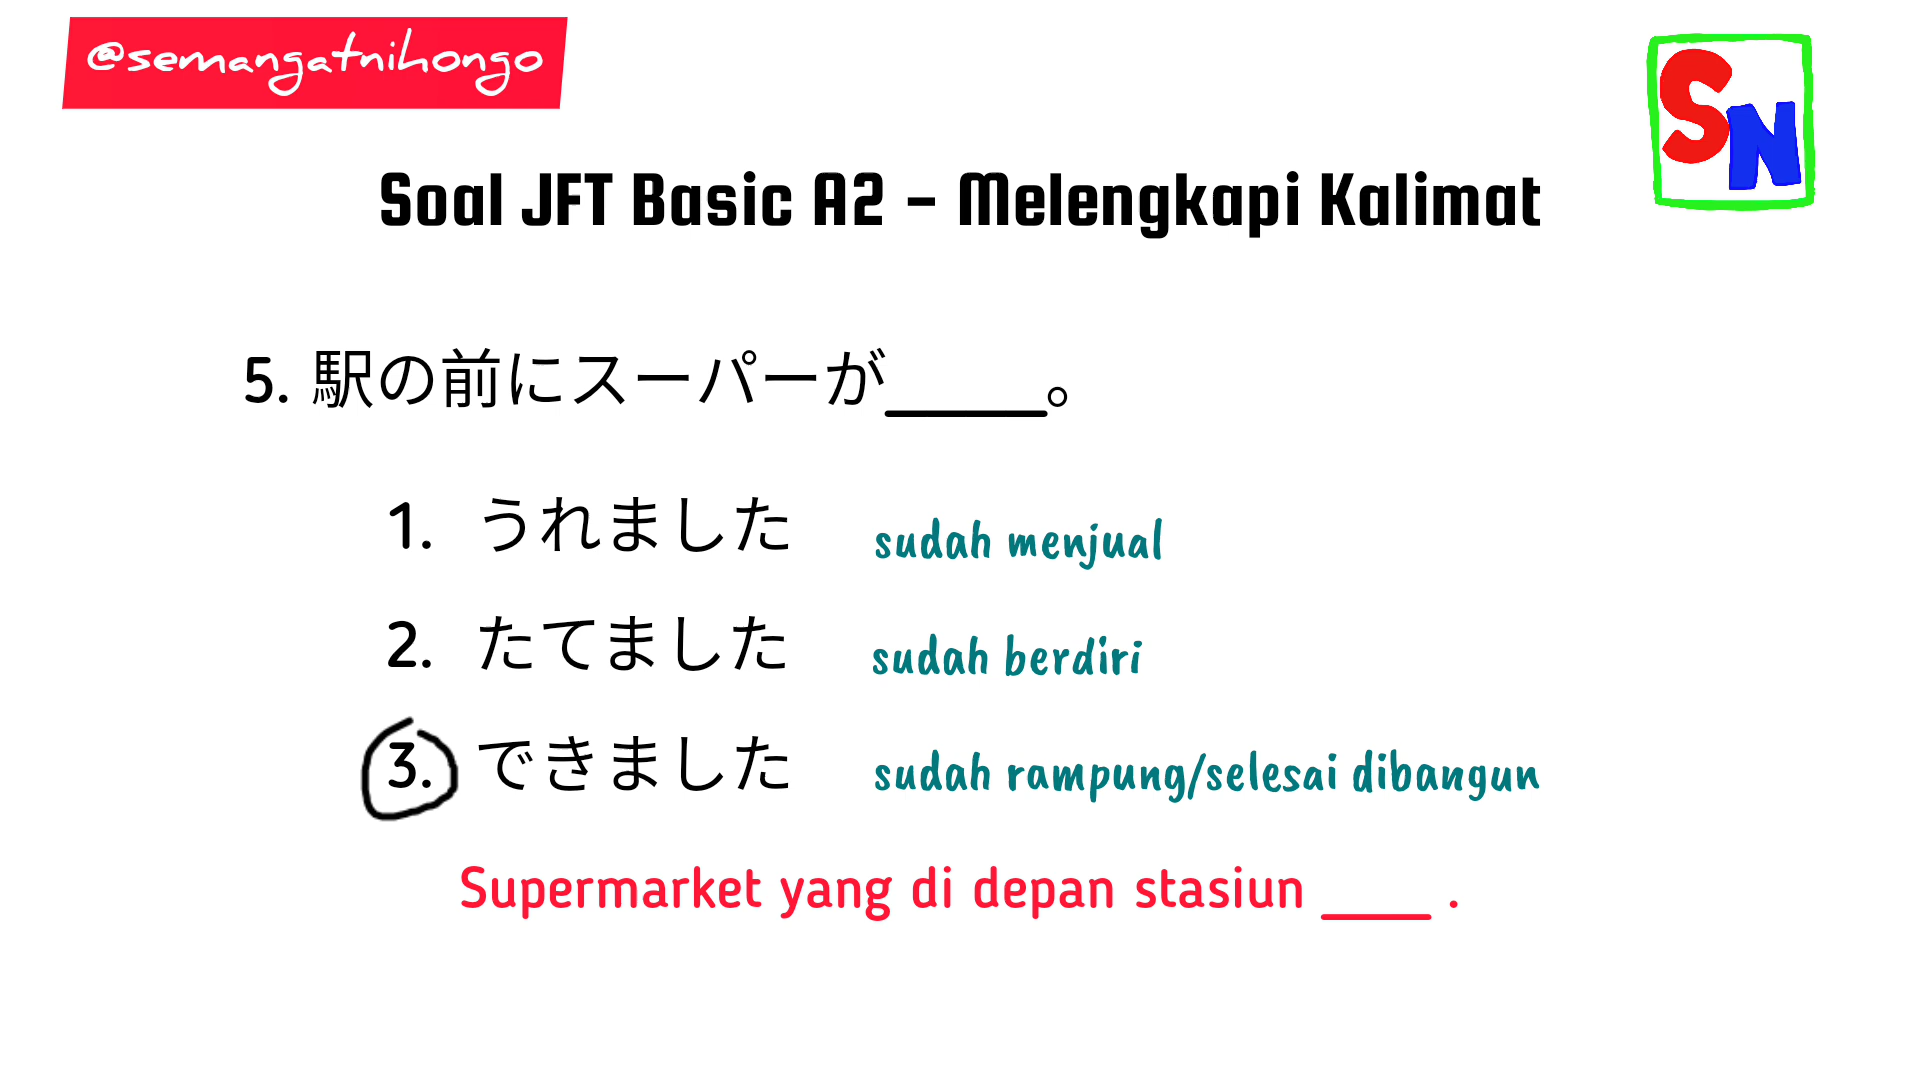 @semangatnihongo
SN
Soal JFT Basic A2 - Melengkapi Kalimat
5. 駅の前にスーパーが_____。
1. うれました sudah menjual
2. たてました sudah berdiri
3. できました sudah rampung/selesai dibangun
Supermarket yang di depan stasiun ____ .